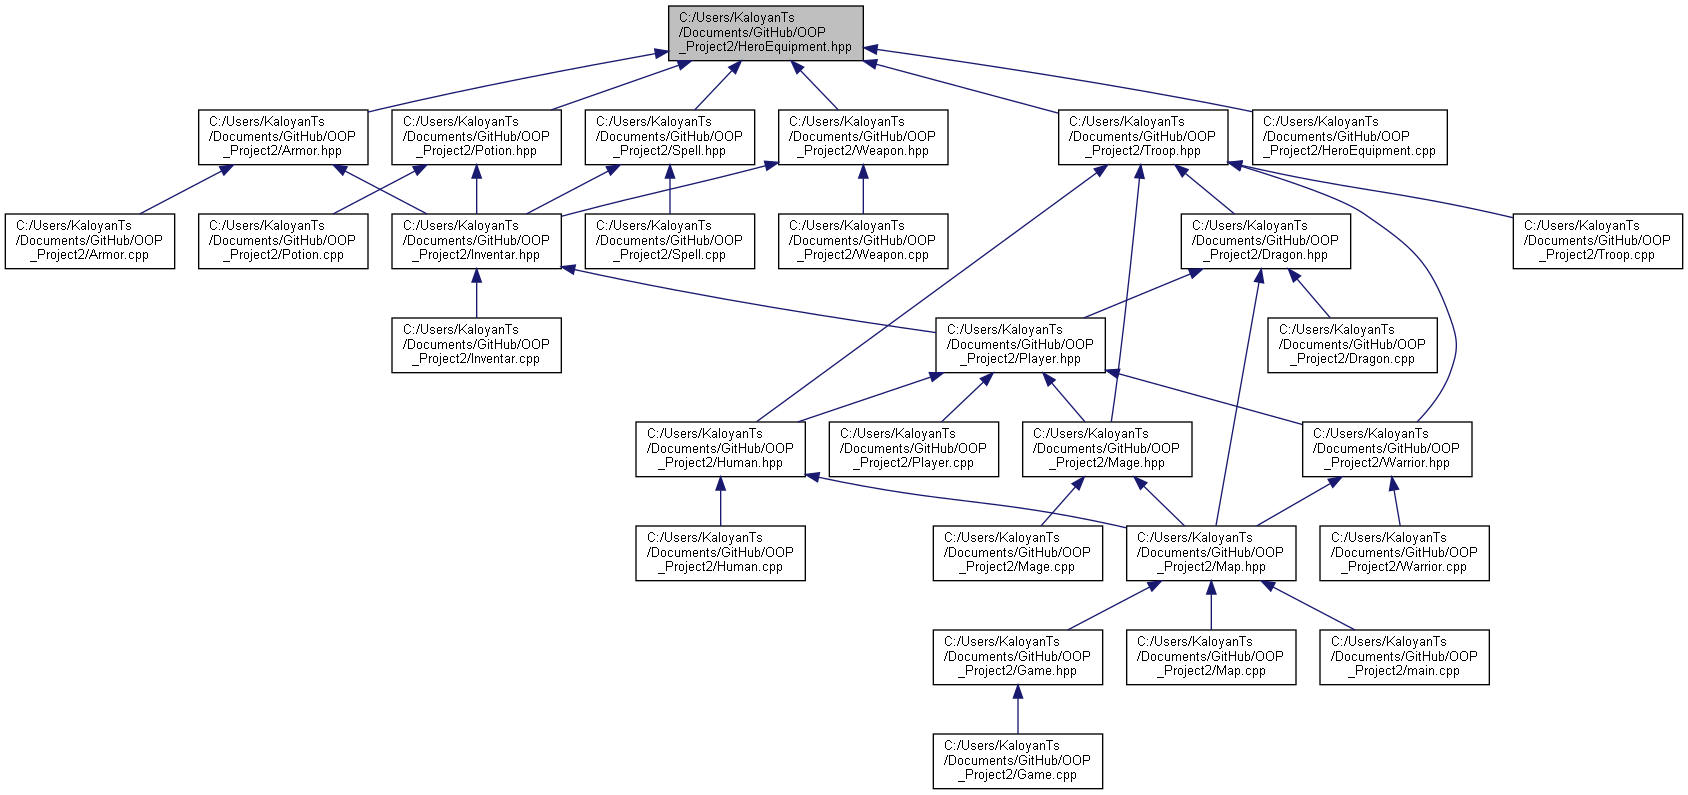 C:/Users/KaloyanTs
/Documents/GitHub/OOP
_Project2/HeroEquipment.hpp
C:/Users/KaloyanTs
/Documents/GitHub/OOP
_Project2/Armor.hpp
C:/Users/KaloyanTs
/Documents/GitHub/OOP
_Project2/Potion.hpp
C:/Users/KaloyanTs
/Documents/GitHub/OOP
_Project2/Spell.hpp
C:/Users/KaloyanTs
/Documents/GitHub/OOP
_Project2/Weapon.hpp
C:/Users/KaloyanTs
/Documents/GitHub/OOP
_Project2/Troop.hpp
C:/Users/KaloyanTs
/Documents/GitHub/OOP
_Project2/HeroEquipment.cpp
C:/Users/KaloyanTs
/Documents/GitHub/OOP
_Project2/Armor.cpp
C:/Users/KaloyanTs
/Documents/GitHub/OOP
_Project2/Potion.cpp
C:/Users/KaloyanTs
/Documents/GitHub/OOP
_Project2/Inventar.hpp
C:/Users/KaloyanTs
/Documents/GitHub/OOP
_Project2/Spell.cpp
C:/Users/KaloyanTs
/Documents/GitHub/OOP
_Project2/Weapon.cpp
C:/Users/KaloyanTs
/Documents/GitHub/OOP
_Project2/Dragon.hpp
C:/Users/KaloyanTs
/Documents/GitHub/OOP
_Project2/Troop.cpp
C:/Users/KaloyanTs
/Documents/GitHub/OOP
_Project2/Inventar.cpp
C:/Users/KaloyanTs
/Documents/GitHub/OOP
_Project2/Player.hpp
C:/Users/KaloyanTs
/Documents/GitHub/OOP
_Project2/Dragon.cpp
C:/Users/KaloyanTs
/Documents/GitHub/OOP
_Project2/Human.hpp
C:/Users/KaloyanTs
/Documents/GitHub/OOP
_Project2/Player.cpp
C:/Users/KaloyanTs
/Documents/GitHub/OOP
_Project2/Mage.hpp
C:/Users/KaloyanTs
/Documents/GitHub/OOP
_Project2/Warrior.hpp
C:/Users/KaloyanTs
/Documents/GitHub/OOP
_Project2/Human.cpp
C:/Users/KaloyanTs
/Documents/GitHub/OOP
_Project2/Mage.cpp
C:/Users/KaloyanTs
/Documents/GitHub/OOP
_Project2/Map.hpp
C:/Users/KaloyanTs
/Documents/GitHub/OOP
_Project2/Warrior.cpp
C:/Users/KaloyanTs
/Documents/GitHub/OOP
_Project2/Game.hpp
C:/Users/KaloyanTs
/Documents/GitHub/OOP
_Project2/Map.cpp
C:/Users/KaloyanTs
/Documents/GitHub/OOP
_Project2/main.cpp
C:/Users/KaloyanTs
/Documents/GitHub/OOP
_Project2/Game.cpp